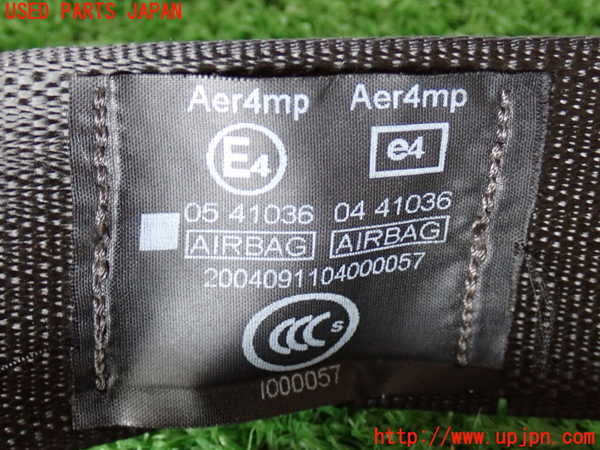 USED PARTS JAPAN
Aer4mp Aer4mp
E4 e4
05 41036 04 41036
AIRBAG AIRBAG
2004091104000057
CCC S
I000057
http://www.upjpn.com